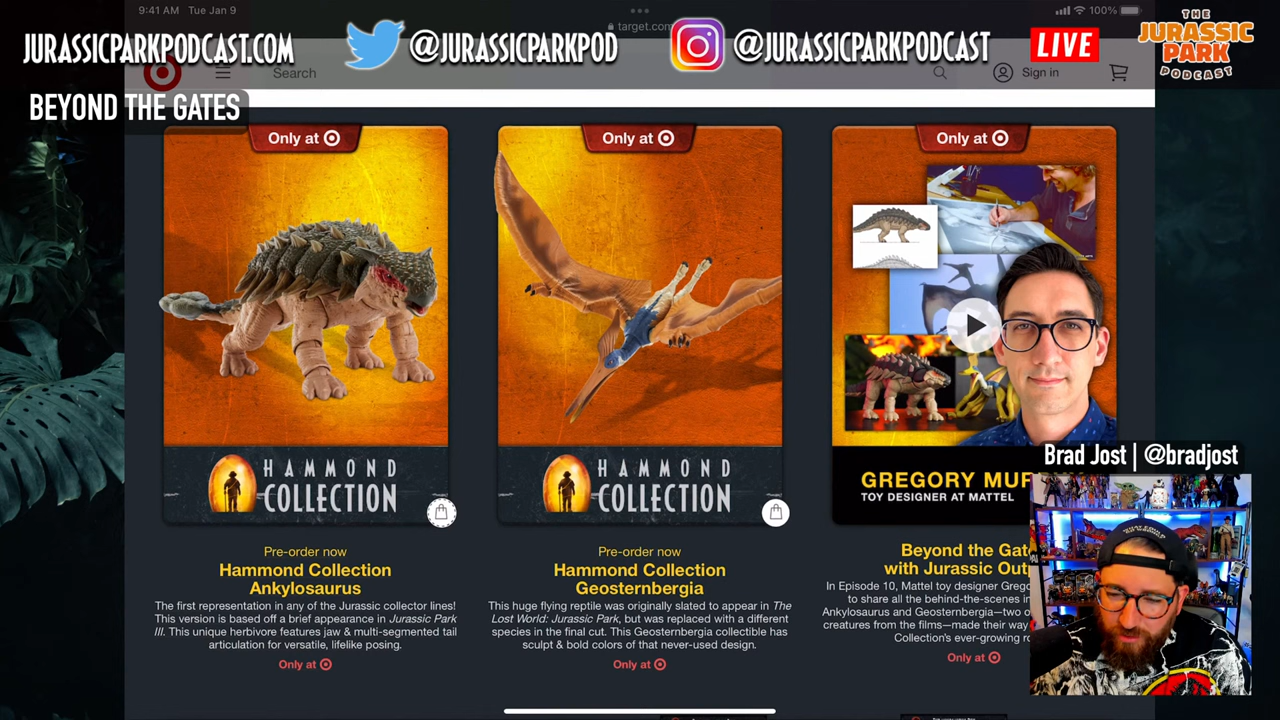 9:41 AM Tue Jan 9
target.com
100%
JURASSICPARKPODCAST.COM
@JURASSICPARKPOD
@JURASSICPARKPODCAST
LIVE
THE
JURASSIC
PARK
PODCAST
Search
Sign in
BEYOND THE GATES
Only at
Only at
Only at
HAMMOND
COLLECTION
HAMMOND
COLLECTION
GREGORY MUR
TOY DESIGNER AT MATTEL
Brad Jost | @bradjost
Pre-order now
Hammond Collection
Ankylosaurus
The first representation in any of the Jurassic collector lines!
This version is based off a brief appearance in Jurassic Park
III. This unique herbivore features jaw & multi-segmented tail
articulation for versatile, lifelike posing.
Only at
Pre-order now
Hammond Collection
Geosternbergia
This huge flying reptile was originally slated to appear in The
Lost World: Jurassic Park, but was replaced with a different
species in the final cut. This Geosternbergia collectible has
sculpt & bold colors of that never-used design.
Only at
Beyond the Gat
with Jurassic Outp
In Episode 10, Mattel toy designer Greg
to share all the behind-the-scenes
Ankylosaurus and Geosternbergia—two o
creatures from the films—made their way
Collection's ever-growing ro
Only at